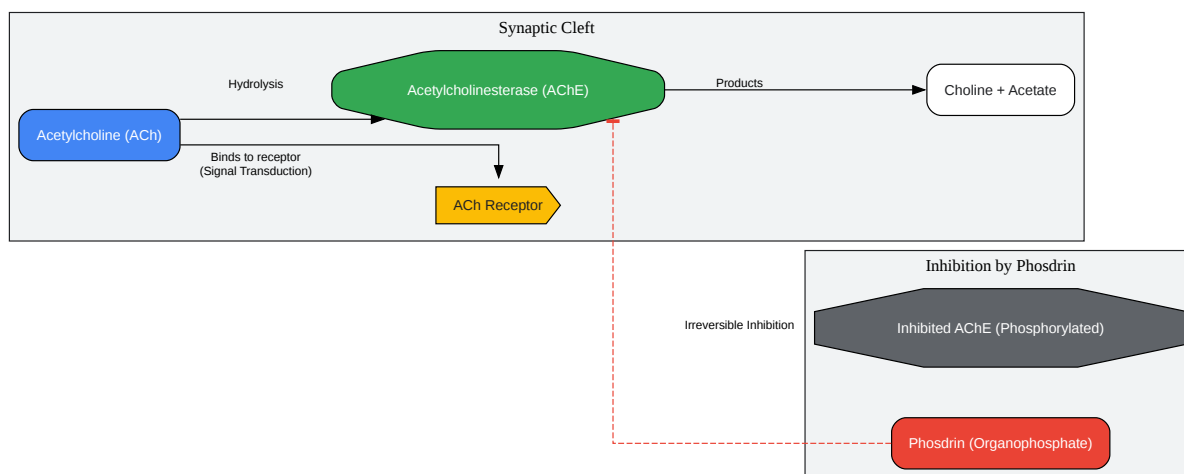 Synaptic Cleft
Hydrolysis
Acetylcholinesterase (AChE)
Products
Choline + Acetate
Acetylcholine (ACh)
Binds to receptor
(Signal Transduction)
ACh Receptor
Inhibition by Phosdrin
Irreversible Inhibition
Inhibited AChE (Phosphorylated)
Phosdrin (Organophosphate)